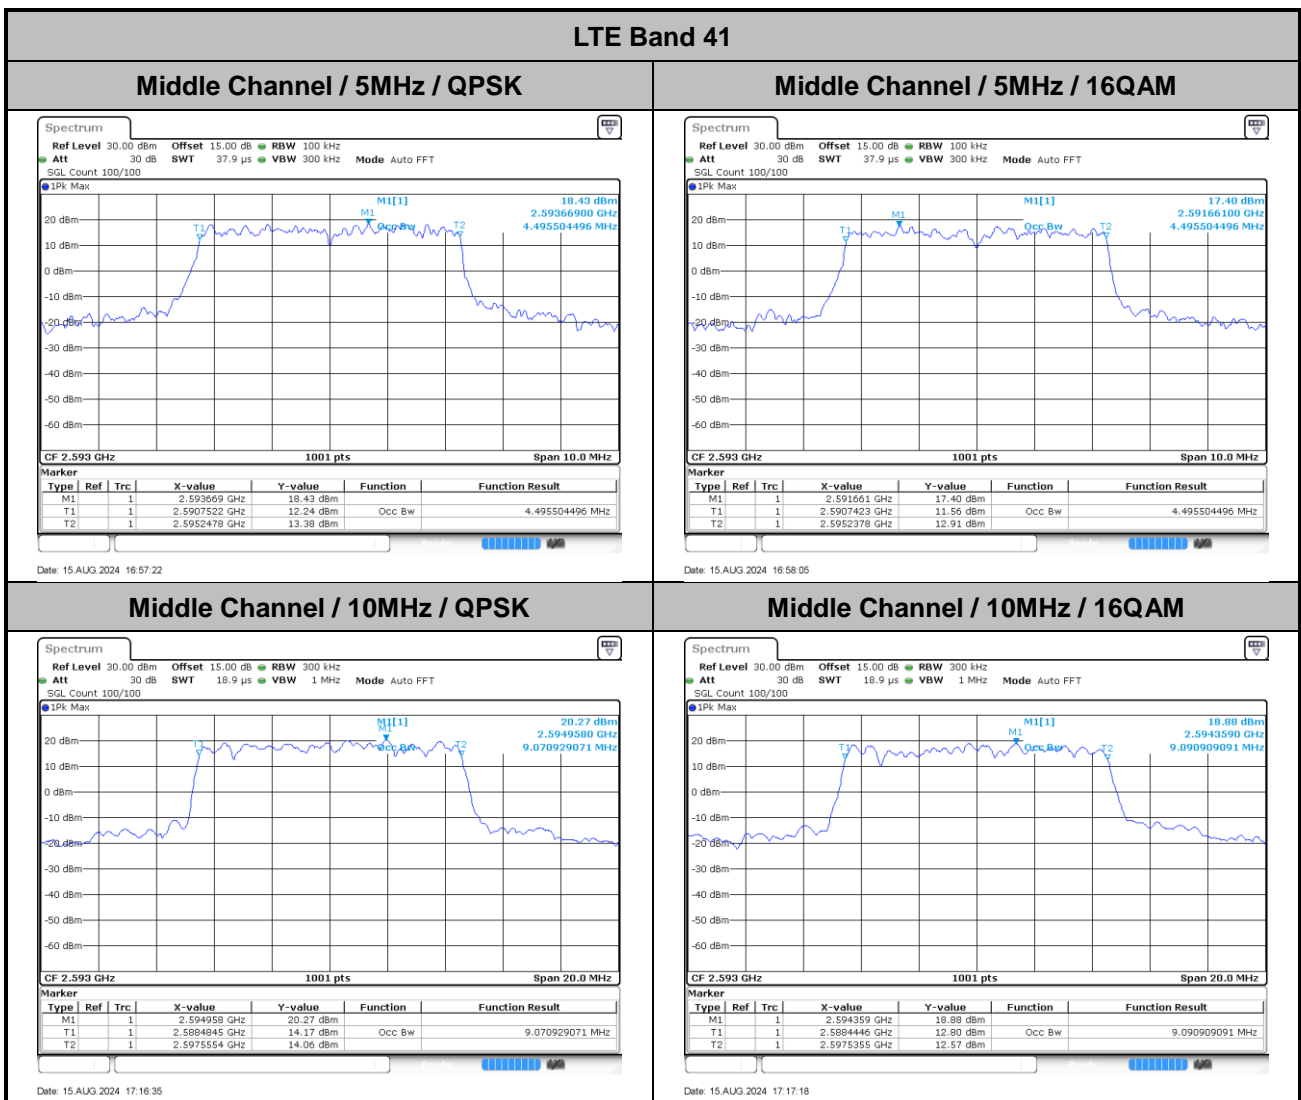 LTE Band 41
Middle Channel / 5MHz / QPSK
Spectrum
Ref Level 30.00 dBm Offset 15.00 dB RBW 100 kHz
Att 30 dB SWT 37.9 µs VBW 300 kHz Mode Auto FFT
SGL Count 100/100
1Pk Max
M1[1] 18.43 dBm
2.59366900 GHz
Occ Bw 4.495504496 MHz
M1
T1
T2
20 dBm
10 dBm
0 dBm
-10 dBm
-20 dBm
-30 dBm
-40 dBm
-50 dBm
-60 dBm
CF 2.593 GHz 1001 pts Span 10.0 MHz
Marker
Type Ref Trc X-value Y-value Function Function Result
M1 1 2.593669 GHz 18.43 dBm
T1 1 2.5907522 GHz 12.24 dBm Occ Bw 4.495504496 MHz
T2 1 2.5952478 GHz 13.38 dBm
Date: 15.AUG.2024 16:57:22
Middle Channel / 5MHz / 16QAM
Spectrum
Ref Level 30.00 dBm Offset 15.00 dB RBW 100 kHz
Att 30 dB SWT 37.9 µs VBW 300 kHz Mode Auto FFT
SGL Count 100/100
1Pk Max
M1[1] 17.40 dBm
2.59166100 GHz
Occ Bw 4.495504496 MHz
M1
T1
T2
20 dBm
10 dBm
0 dBm
-10 dBm
-20 dBm
-30 dBm
-40 dBm
-50 dBm
-60 dBm
CF 2.593 GHz 1001 pts Span 10.0 MHz
Marker
Type Ref Trc X-value Y-value Function Function Result
M1 1 2.591661 GHz 17.40 dBm
T1 1 2.5907423 GHz 11.56 dBm Occ Bw 4.495504496 MHz
T2 1 2.5952378 GHz 12.91 dBm
Date: 15.AUG.2024 16:58:05
Middle Channel / 10MHz / QPSK
Spectrum
Ref Level 30.00 dBm Offset 15.00 dB RBW 300 kHz
Att 30 dB SWT 18.9 µs VBW 1 MHz Mode Auto FFT
SGL Count 100/100
1Pk Max
M1[1] 20.27 dBm
2.5949580 GHz
Occ Bw 9.070929071 MHz
M1
T1
T2
20 dBm
10 dBm
0 dBm
-10 dBm
-20 dBm
-30 dBm
-40 dBm
-50 dBm
-60 dBm
CF 2.593 GHz 1001 pts Span 20.0 MHz
Marker
Type Ref Trc X-value Y-value Function Function Result
M1 1 2.594958 GHz 20.27 dBm
T1 1 2.5884845 GHz 14.17 dBm Occ Bw 9.070929071 MHz
T2 1 2.5975554 GHz 14.06 dBm
Date: 15.AUG.2024 17:16:35
Middle Channel / 10MHz / 16QAM
Spectrum
Ref Level 30.00 dBm Offset 15.00 dB RBW 300 kHz
Att 30 dB SWT 18.9 µs VBW 1 MHz Mode Auto FFT
SGL Count 100/100
1Pk Max
M1[1] 18.88 dBm
2.5943590 GHz
Occ Bw 9.090909091 MHz
M1
T1
T2
20 dBm
10 dBm
0 dBm
-10 dBm
-20 dBm
-30 dBm
-40 dBm
-50 dBm
-60 dBm
CF 2.593 GHz 1001 pts Span 20.0 MHz
Marker
Type Ref Trc X-value Y-value Function Function Result
M1 1 2.594359 GHz 18.88 dBm
T1 1 2.5884446 GHz 12.80 dBm Occ Bw 9.090909091 MHz
T2 1 2.5975355 GHz 12.57 dBm
Date: 15.AUG.2024 17:17:18